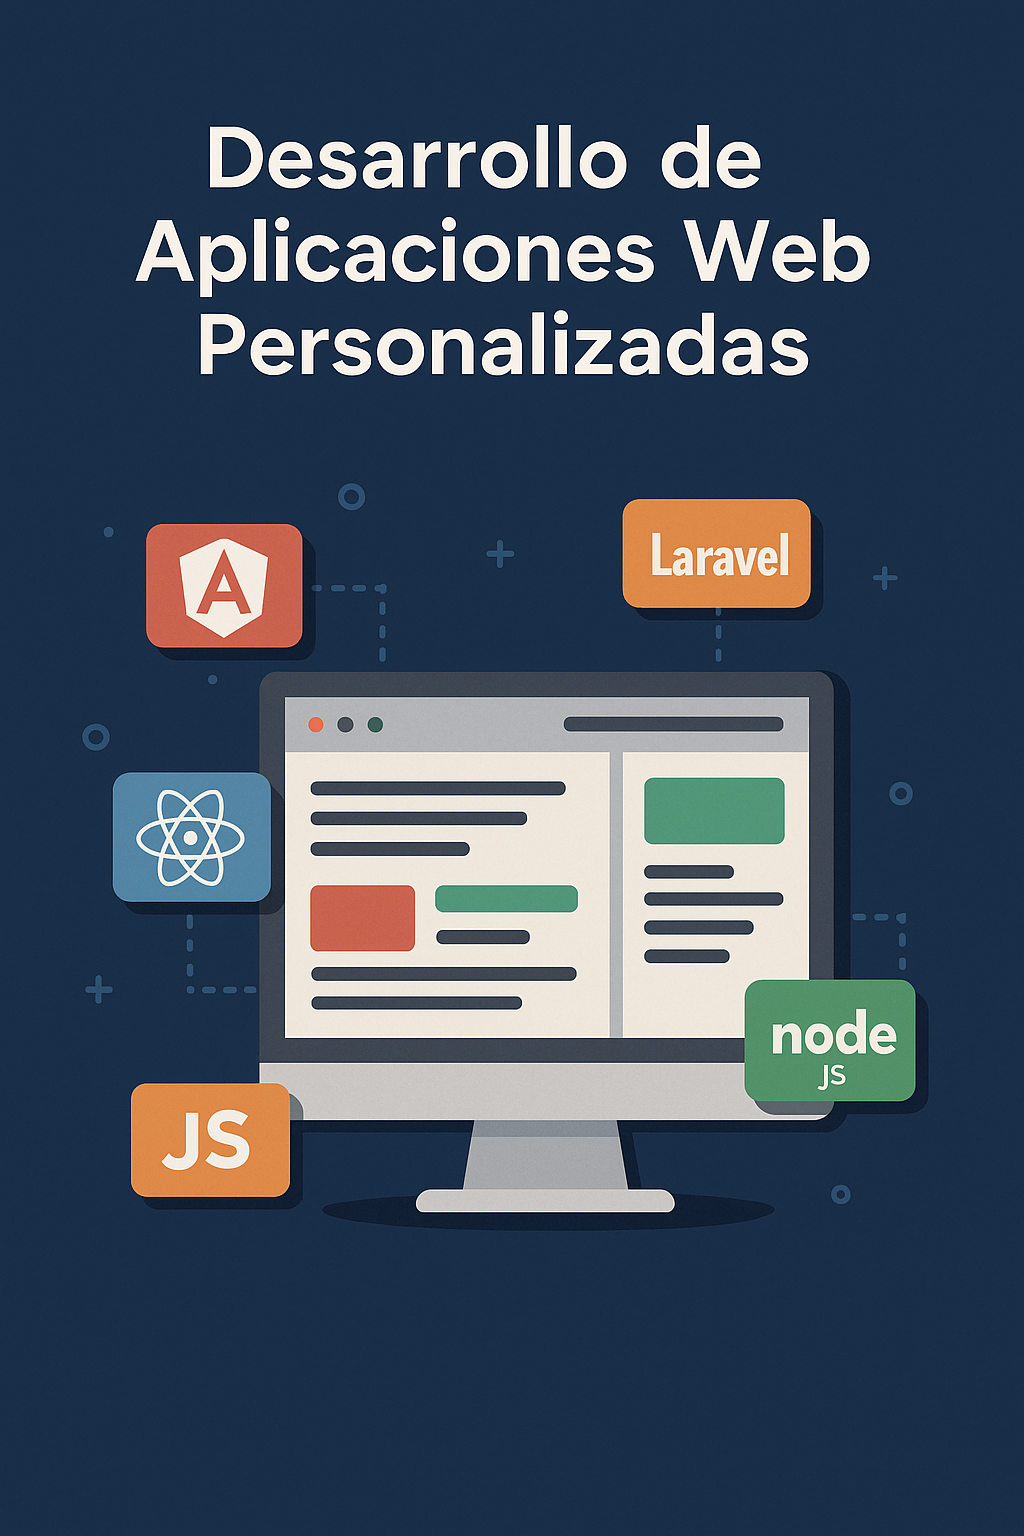 Desarrollo de
Aplicaciones Web
Personalizadas
A
Laravel
node
JS
JS